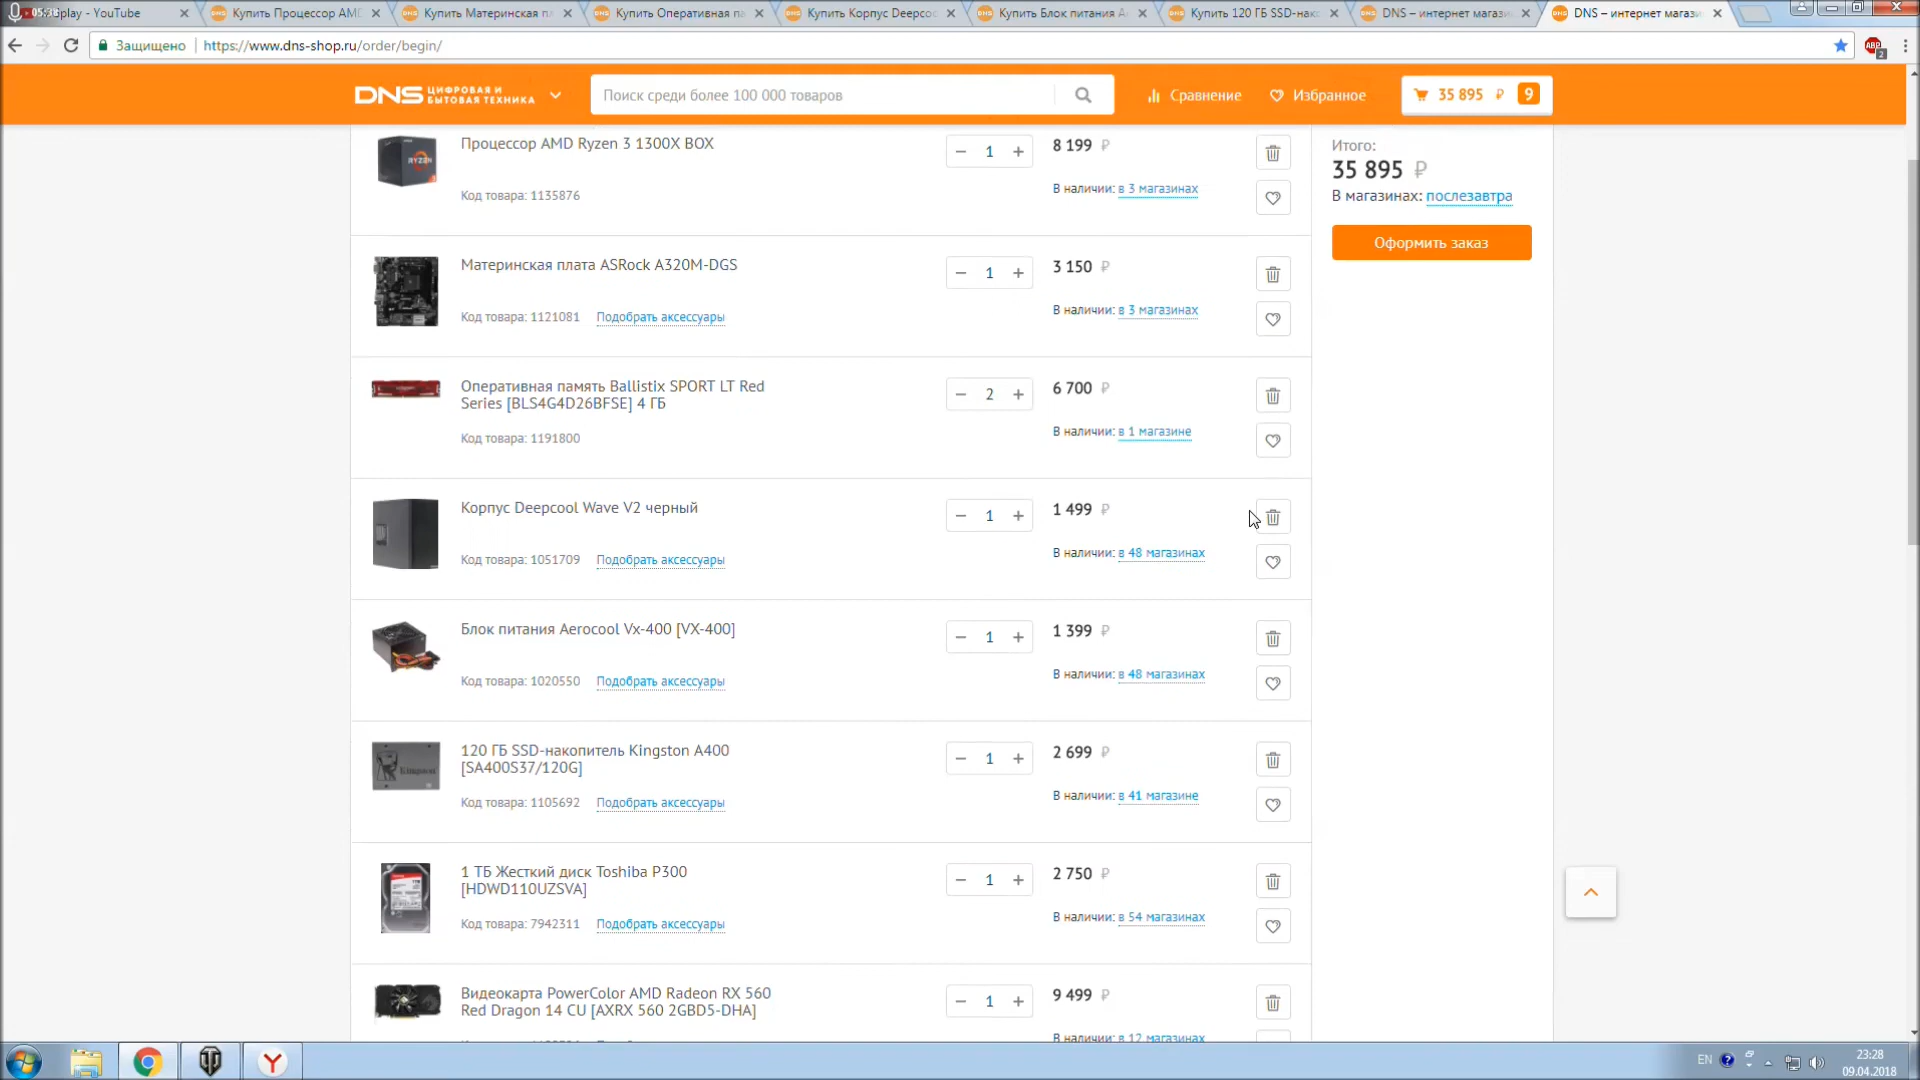 05:36
play - YouTube
Купить Процессор AMD
Купить Материнская п
Купить Оперативная па
Купить Корпус Deepco
Купить Блок питания A
Купить 120 ГБ SSD-нако
DNS – интернет магази
DNS – интернет магази
Защищено
https://www.dns-shop.ru/order/begin/
ABP
2
DNS ЦИФРОВАЯ И
БЫТОВАЯ ТЕХНИКА
Поиск среди более 100 000 товаров
Сравнение
Избранное
35 895 ₽ 9
Процессор AMD Ryzen 3 1300X BOX
Код товара: 1135876
1
8 199 ₽
В наличии: в 3 магазинах
Итого:
35 895 ₽
В магазинах: послезавтра
Оформить заказ
Материнская плата ASRock A320M-DGS
Код товара: 1121081 Подобрать аксессуары
1
3 150 ₽
В наличии: в 3 магазинах
Оперативная память Ballistix SPORT LT Red
Series [BLS4G4D26BFSE] 4 ГБ
Код товара: 1191800
2
6 700 ₽
В наличии: в 1 магазине
Корпус Deepcool Wave V2 черный
Код товара: 1051709 Подобрать аксессуары
1
1 499 ₽
В наличии: в 48 магазинах
Блок питания Aerocool Vx-400 [VX-400]
Код товара: 1020550 Подобрать аксессуары
1
1 399 ₽
В наличии: в 48 магазинах
120 ГБ SSD-накопитель Kingston A400
[SA400S37/120G]
Код товара: 1105692 Подобрать аксессуары
1
2 699 ₽
В наличии: в 41 магазине
1 ТБ Жесткий диск Toshiba P300
[HDWD110UZSVA]
Код товара: 7942311 Подобрать аксессуары
1
2 750 ₽
В наличии: в 54 магазинах
Видеокарта PowerColor AMD Radeon RX 560
Red Dragon 14 CU [AXRX 560 2GBD5-DHA]
1
9 499 ₽
В наличии: в 12 магазинах
EN
23:28
09.04.2018